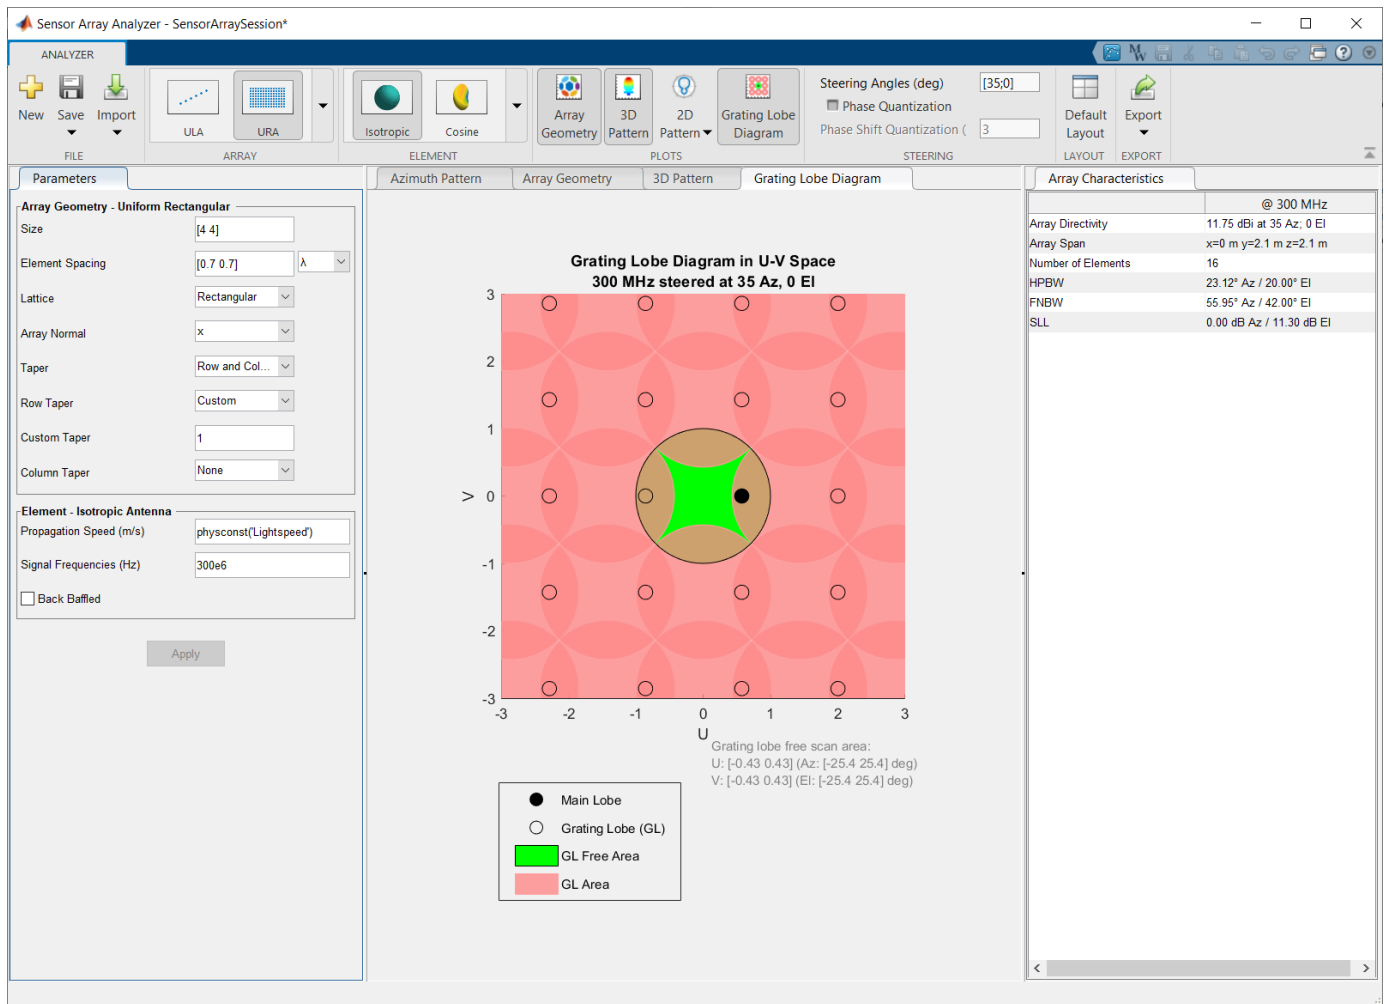 Sensor Array Analyzer - SensorArraySession*
ANALYZER
New
Save
Import
ULA
URA
Isotropic
Cosine
Array Geometry
3D Pattern
2D Pattern
Grating Lobe Diagram
Steering Angles (deg) [35;0]
Phase Quantization
Phase Shift Quantization ( 3
Default Layout
Export
FILE
ARRAY
ELEMENT
PLOTS
STEERING
LAYOUT
EXPORT
Parameters
Array Geometry - Uniform Rectangular
Size [4 4]
Element Spacing [0.7 0.7] λ
Lattice Rectangular
Array Normal x
Taper Row and Col...
Row Taper Custom
Custom Taper 1
Column Taper None
Element - Isotropic Antenna
Propagation Speed (m/s) physconst('Lightspeed')
Signal Frequencies (Hz) 300e6
Back Baffled
Apply
Azimuth Pattern
Array Geometry
3D Pattern
Grating Lobe Diagram
Grating Lobe Diagram in U-V Space
300 MHz steered at 35 Az, 0 El
3
2
1
0
-1
-2
-3
V
-3 -2 -1 0 1 2 3
U
Grating lobe free scan area:
U: [-0.43 0.43] (Az: [-25.4 25.4] deg)
V: [-0.43 0.43] (El: [-25.4 25.4] deg)
Main Lobe
Grating Lobe (GL)
GL Free Area
GL Area
Array Characteristics
@ 300 MHz
Array Directivity 11.75 dBi at 35 Az; 0 El
Array Span x=0 m y=2.1 m z=2.1 m
Number of Elements 16
HPBW 23.12° Az / 20.00° El
FNBW 55.95° Az / 42.00° El
SLL 0.00 dB Az / 11.30 dB El